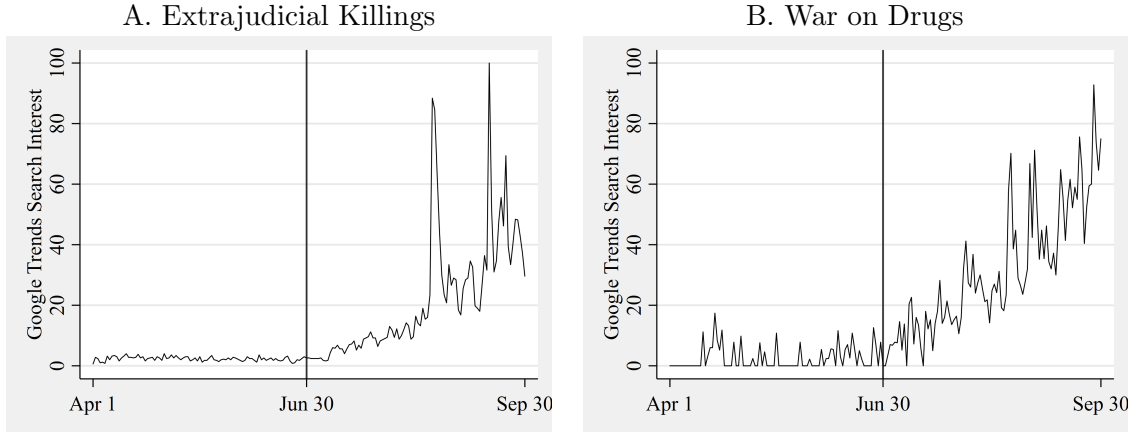 A. Extrajudicial Killings
Google Trends Search Interest
100
80
60
40
20
0
Apr 1
Jun 30
Sep 30
B. War on Drugs
Google Trends Search Interest
100
80
60
40
20
0
Apr 1
Jun 30
Sep 30